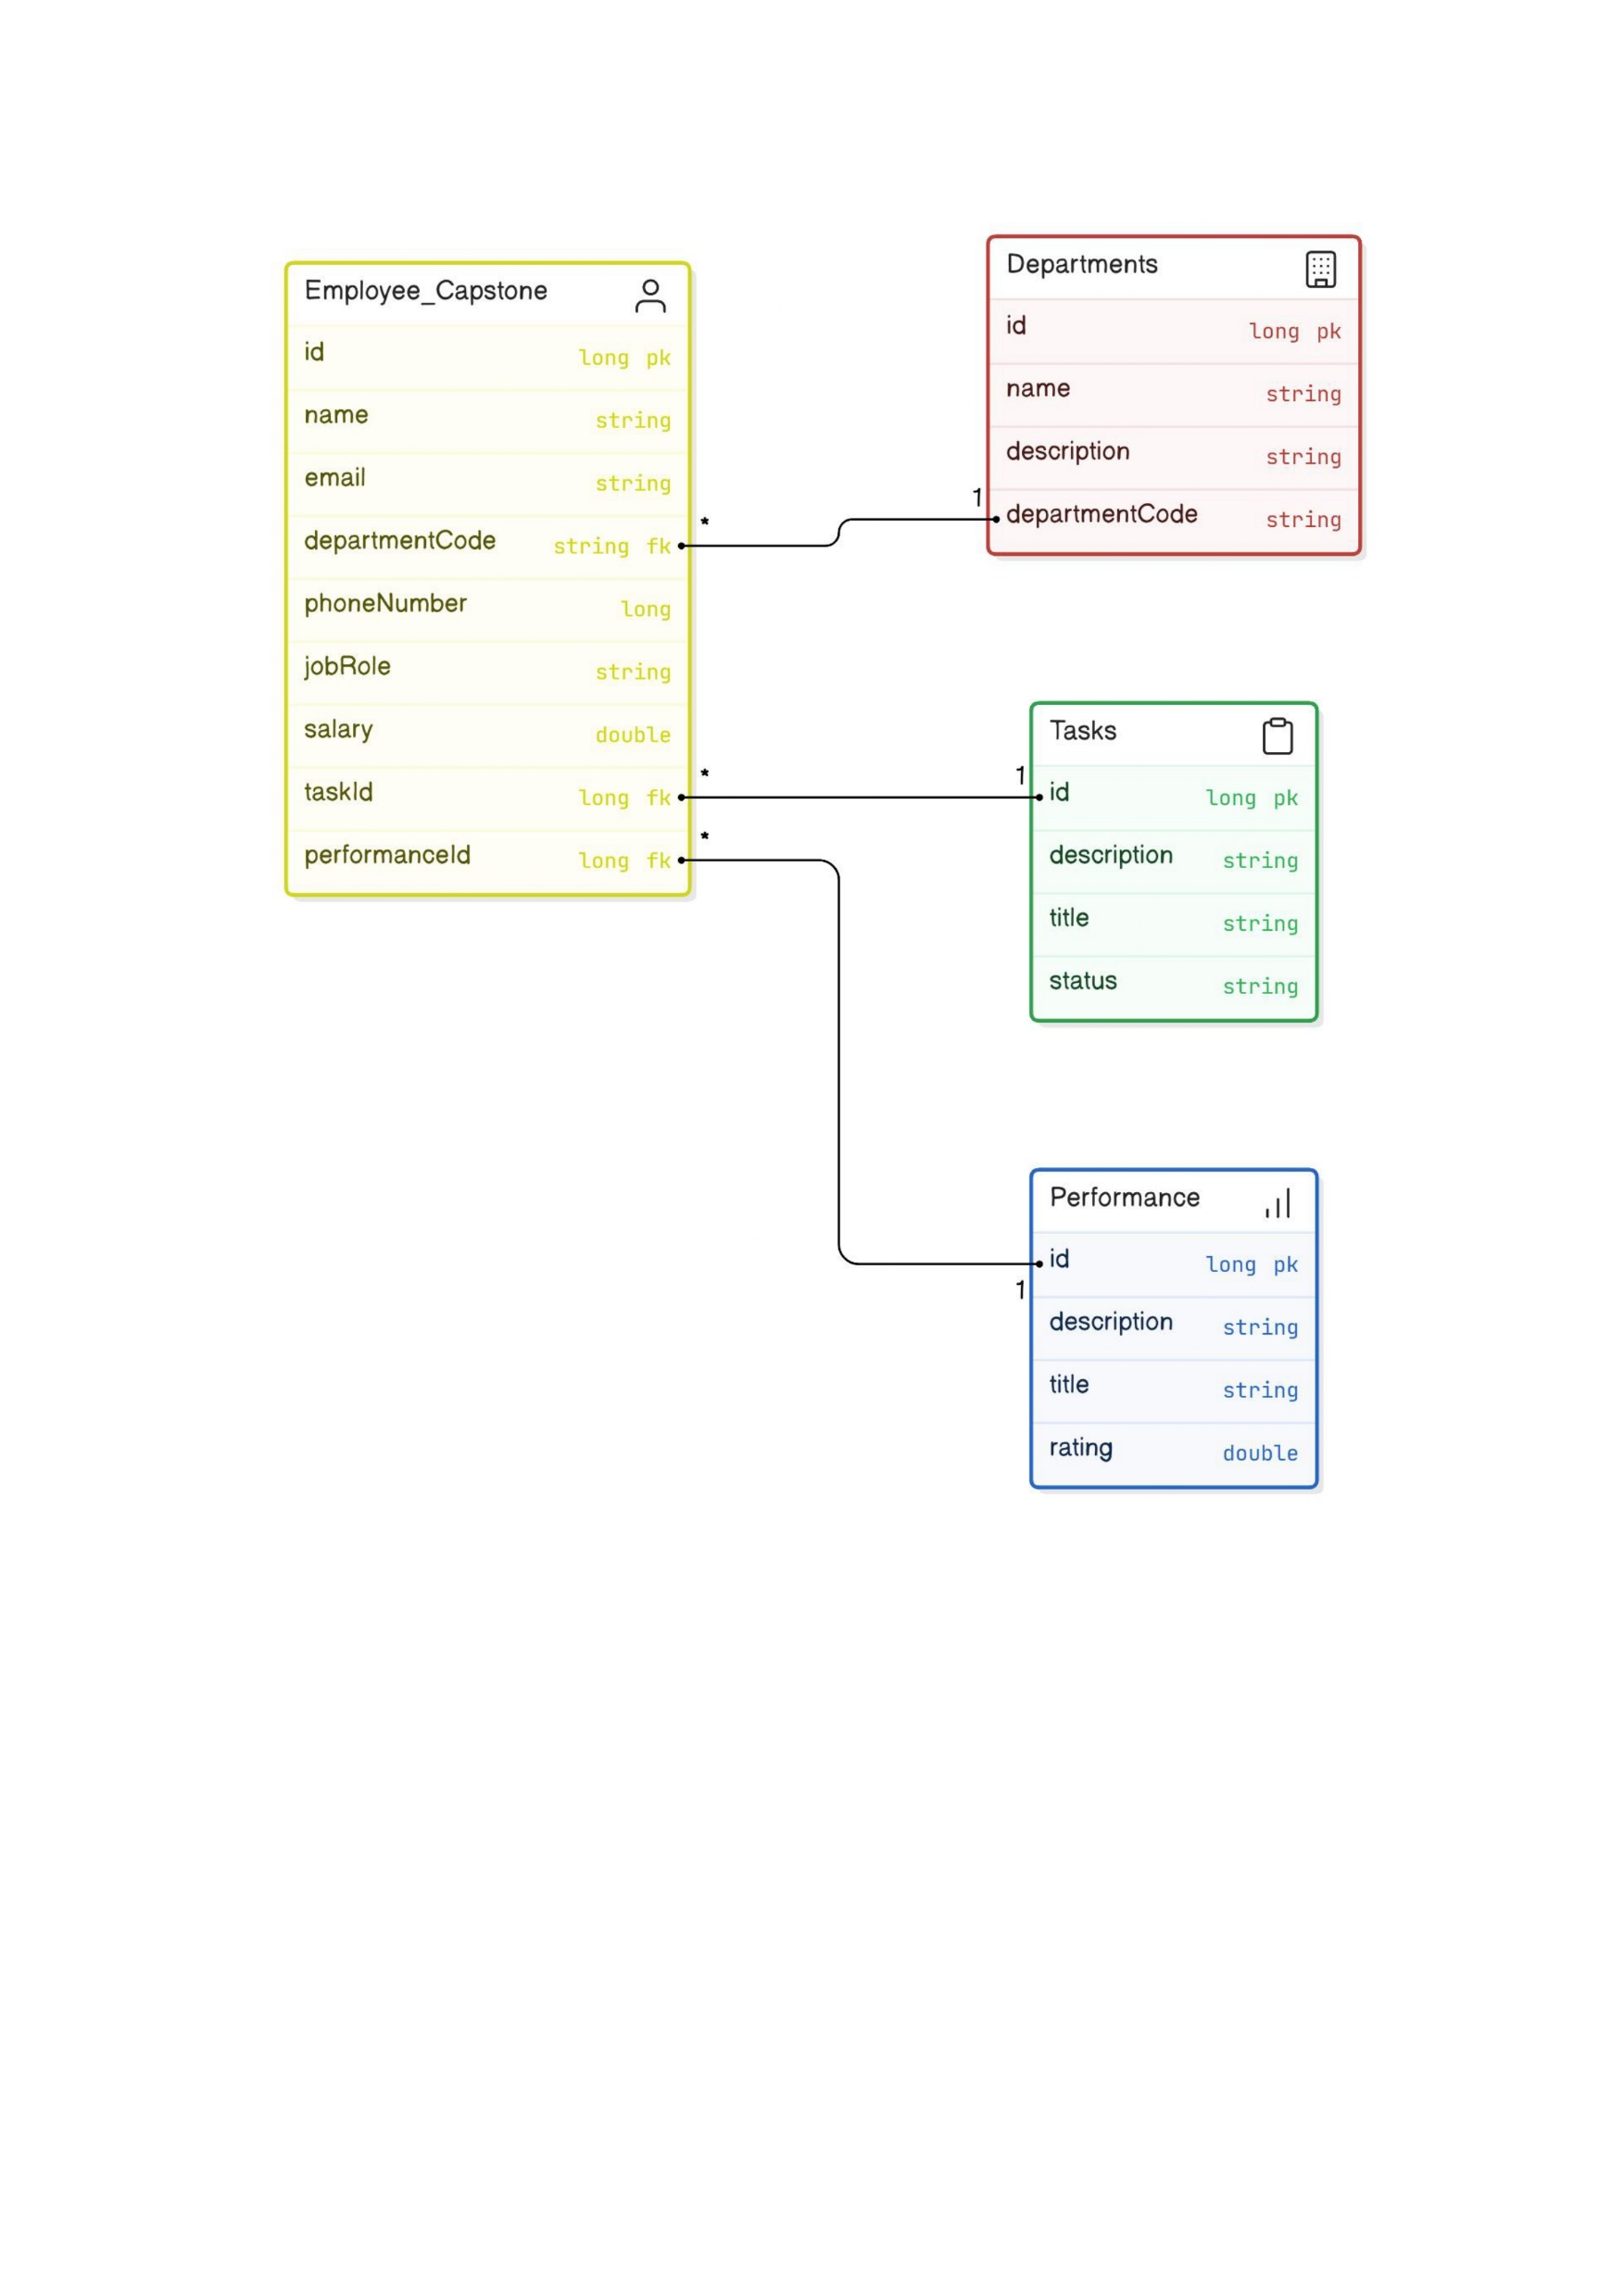 Employee_Capstone
id long pk
name string
email string
departmentCode string fk
phoneNumber long
jobRole string
salary double
taskId long fk
performanceId long fk
*
*
*
Departments
id long pk
name string
description string
departmentCode string
1
Tasks
id long pk
description string
title string
status string
1
Performance
id long pk
description string
title string
rating double
1